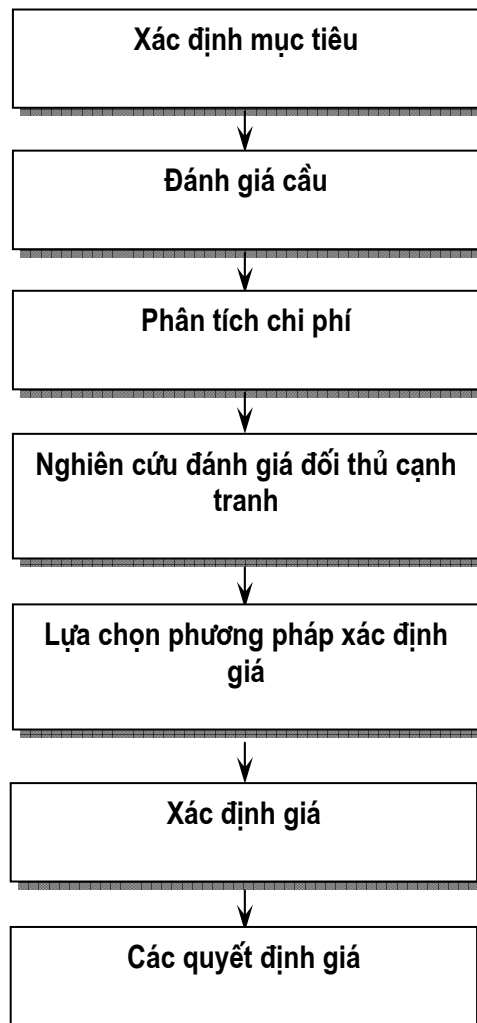 Xác định mục tiêu
Đánh giá cầu
Phân tích chi phí
Nghiên cứu đánh giá đối thủ cạnh
tranh
Lựa chọn phương pháp xác định
giá
Xác định giá
Các quyết định giá